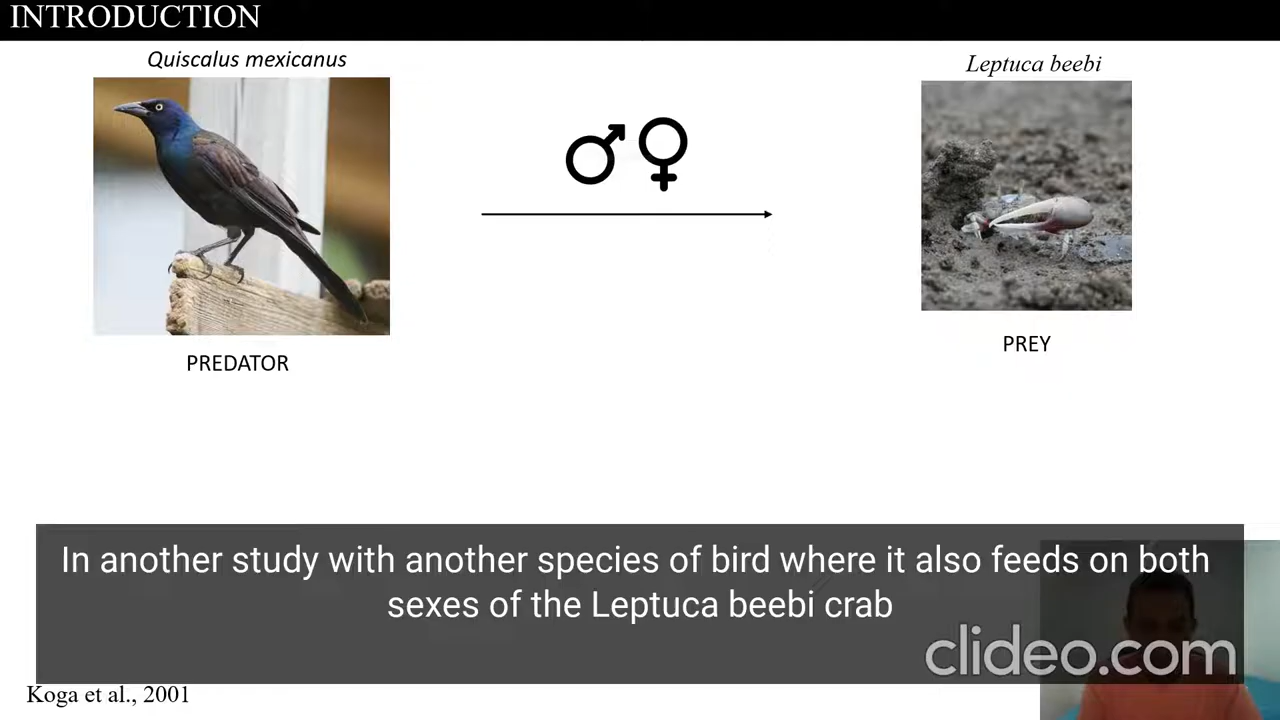 INTRODUCTION
Quiscalus mexicanus
Leptuca beebi
PREDATOR
PREY
In another study with another species of bird where it also feeds on both
sexes of the Leptuca beebi crab
clideo.com
Koga et al., 2001